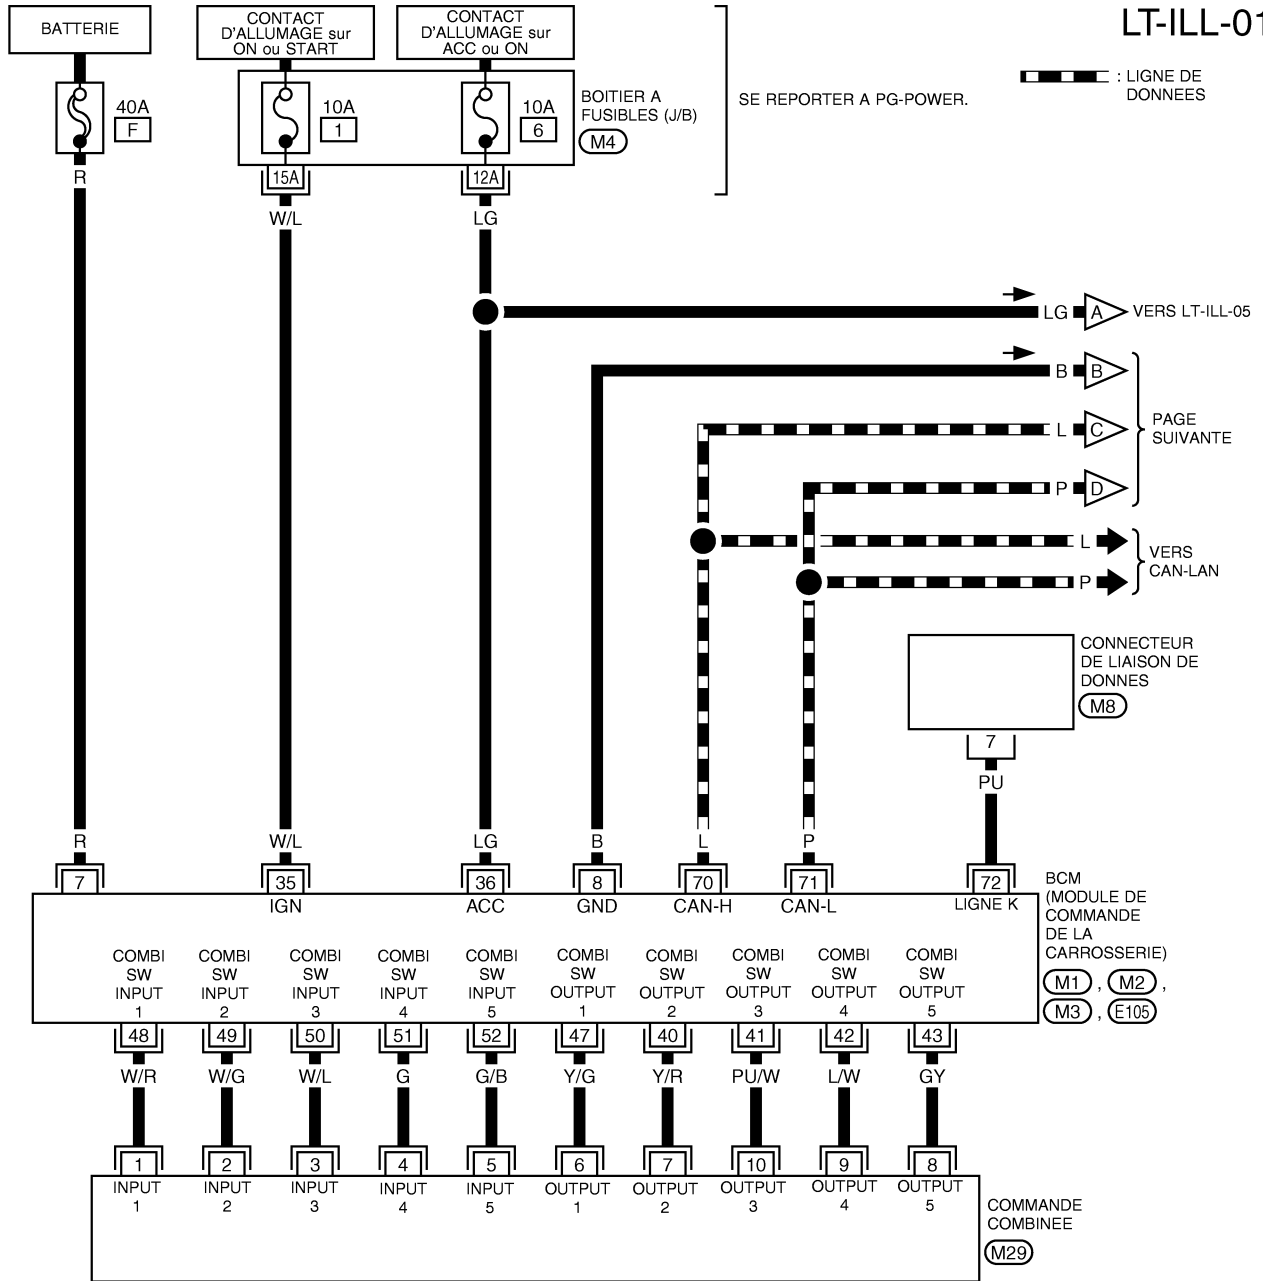 LT-ILL-01
BATTERIE
CONTACT
D'ALLUMAGE sur
ON ou START
CONTACT
D'ALLUMAGE sur
ACC ou ON
: LIGNE DE
DONNEES
40A
F
10A
1
10A
6
BOITIER A
FUSIBLES (J/B)
M4
SE REPORTER A PG-POWER.
R
15A
12A
W/L
LG
LG
A
VERS LT-ILL-05
B
B
L
C
PAGE
SUIVANTE
P
D
L
P
VERS
CAN-LAN
CONNECTEUR
DE LIAISON DE
DONNES
M8
7
PU
R
W/L
LG
B
L
P
7
35
36
8
70
71
72
IGN
ACC
GND
CAN-H
CAN-L
LIGNE K
BCM
(MODULE DE
COMMANDE
DE LA
CARROSSERIE)
M1 , M2 ,
M3 , E105
COMBI
SW
INPUT
1
COMBI
SW
INPUT
2
COMBI
SW
INPUT
3
COMBI
SW
INPUT
4
COMBI
SW
INPUT
5
COMBI
SW
OUTPUT
1
COMBI
SW
OUTPUT
2
COMBI
SW
OUTPUT
3
COMBI
SW
OUTPUT
4
COMBI
SW
OUTPUT
5
48
49
50
51
52
47
40
41
42
43
W/R
W/G
W/L
G
G/B
Y/G
Y/R
PU/W
L/W
GY
1
2
3
4
5
6
7
10
9
8
INPUT
1
INPUT
2
INPUT
3
INPUT
4
INPUT
5
OUTPUT
1
OUTPUT
2
OUTPUT
3
OUTPUT
4
OUTPUT
5
COMMANDE
COMBINEE
M29